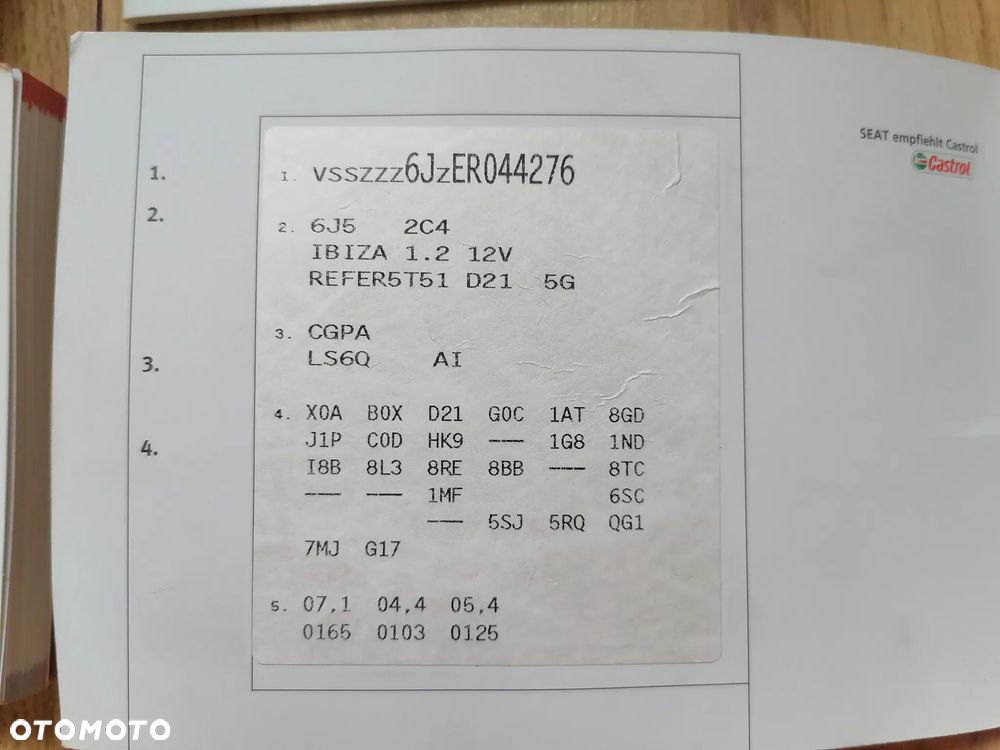 SEAT empfiehlt Castrol
Castrol
1.
2.
3.
4.
1. VSSZZZ6JZER044276
2. 6J5 2C4
IBIZA 1.2 12V
REFER5T51 D21 5G
3. CGPA
LS6Q AI
4. X0A B0X D21 G0C 1AT 8GD
J1P C0D HK9 --- 1G8 1ND
I8B 8L3 8RE 8BB --- 8TC
--- --- 1MF 6SC
--- 5SJ 5RQ QG1
7MJ G17
5. 07,1 04,4 05,4
0165 0103 0125
OTOMOTO